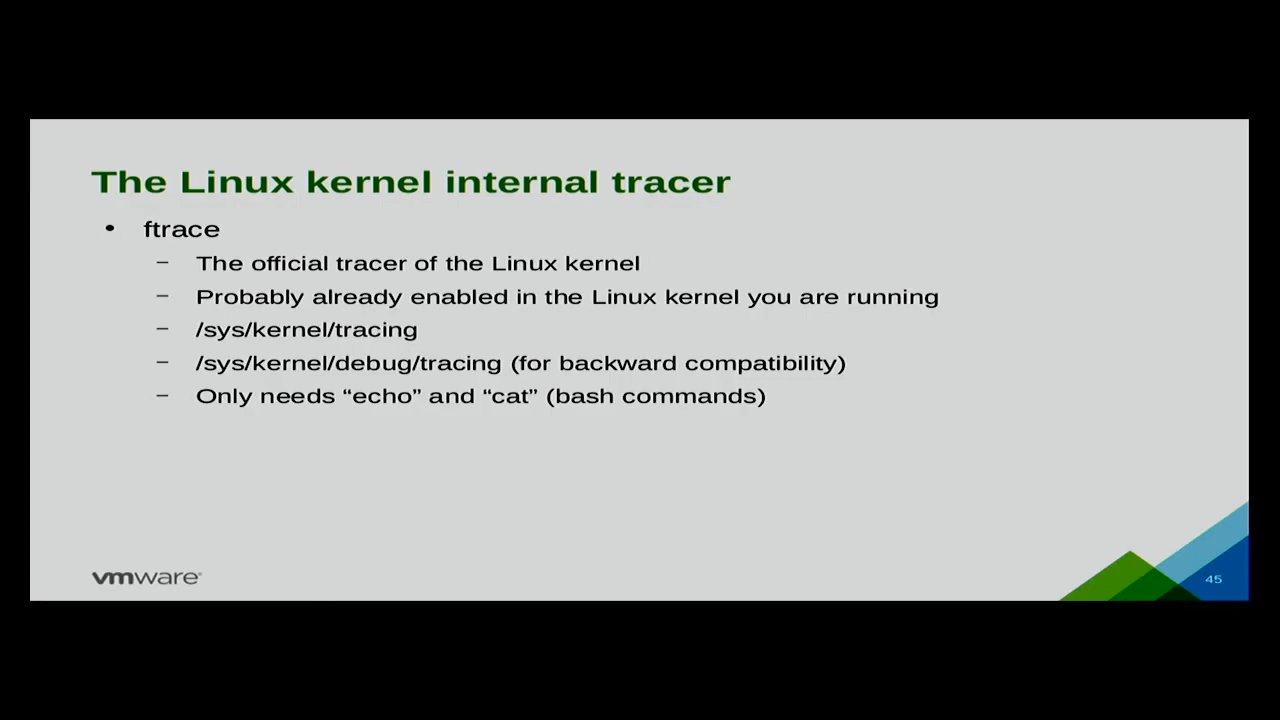 The Linux kernel internal tracer
• ftrace
– The official tracer of the Linux kernel
– Probably already enabled in the Linux kernel you are running
– /sys/kernel/tracing
– /sys/kernel/debug/tracing (for backward compatibility)
– Only needs “echo” and “cat” (bash commands)
vmware®
45